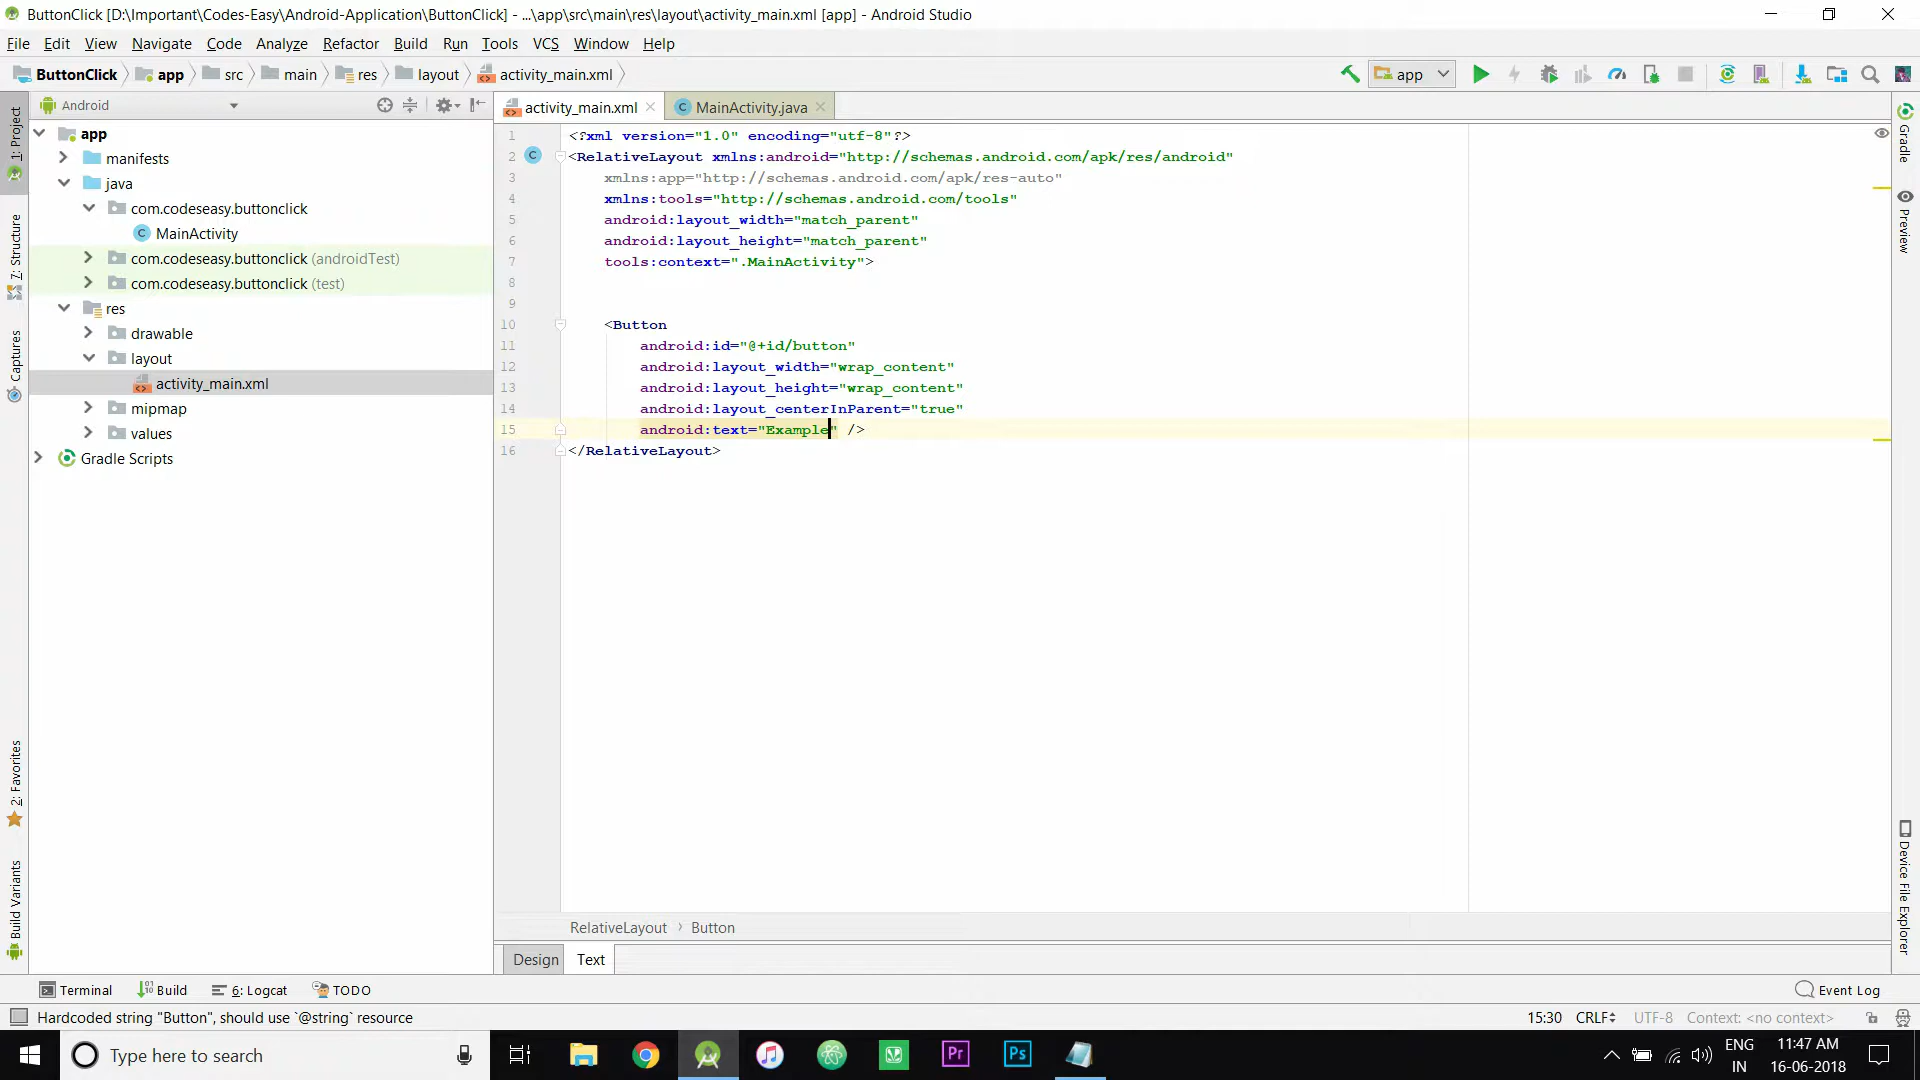 ButtonClick [D:\Important\Codes-Easy\Android-Application\ButtonClick] - ...\app\src\main\res\layout\activity_main.xml [app] - Android Studio
File Edit View Navigate Code Analyze Refactor Build Run Tools VCS Window Help
ButtonClick app src main res layout activity_main.xml app
Android
activity_main.xml MainActivity.java
1: Project
7: Structure
Captures
2: Favorites
Build Variants
app
manifests
java
com.codeseasy.buttonclick
MainActivity
com.codeseasy.buttonclick (androidTest)
com.codeseasy.buttonclick (test)
res
drawable
layout
activity_main.xml
mipmap
values
Gradle Scripts
1 <?xml version="1.0" encoding="utf-8"?>
2 <RelativeLayout xmlns:android="http://schemas.android.com/apk/res/android"
3 xmlns:app="http://schemas.android.com/apk/res-auto"
4 xmlns:tools="http://schemas.android.com/tools"
5 android:layout_width="match_parent"
6 android:layout_height="match_parent"
7 tools:context=".MainActivity">
8
9
10 <Button
11 android:id="@+id/button"
12 android:layout_width="wrap_content"
13 android:layout_height="wrap_content"
14 android:layout_centerInParent="true"
15 android:text="Example" />
16 </RelativeLayout>
Gradle
Preview
Device File Explorer
RelativeLayout › Button
Design Text
Terminal Build 6: Logcat TODO Event Log
Hardcoded string "Button", should use `@string` resource 15:30 CRLF UTF-8 Context: <no context>
Type here to search
Pr Ps
ENG
IN
11:47 AM
16-06-2018